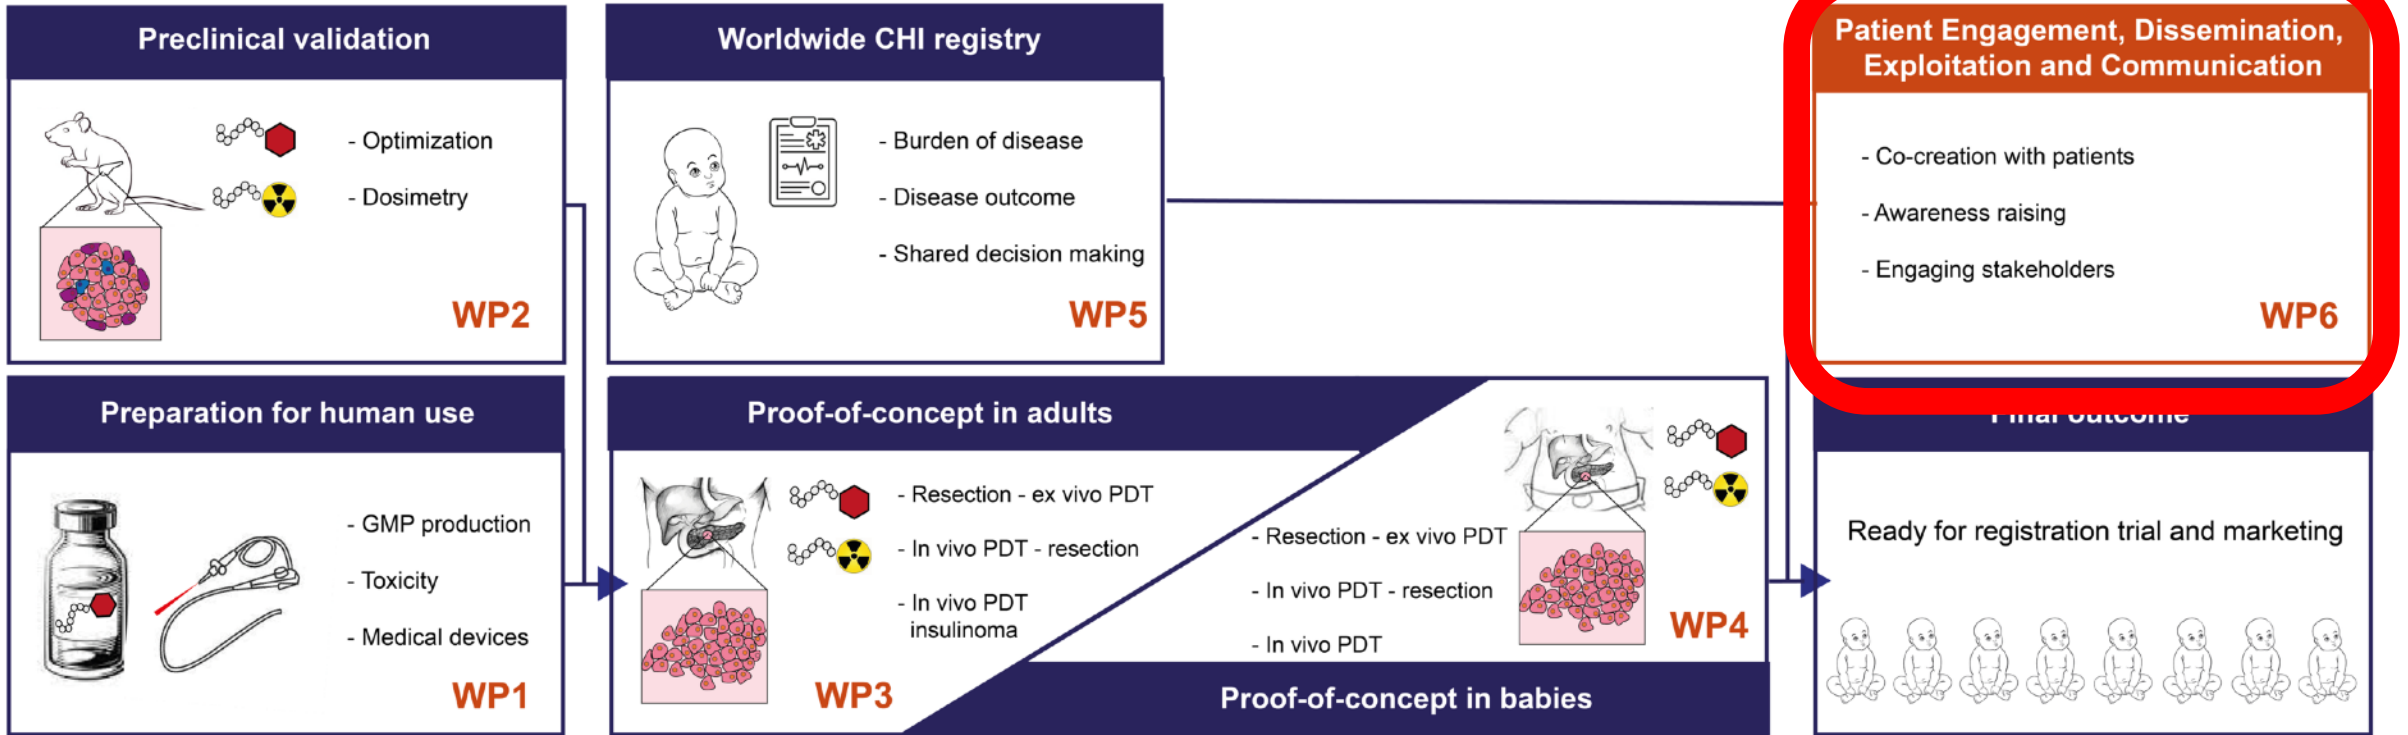 Preclinical validation
- Optimization
- Dosimetry
WP2
Worldwide CHI registry
- Burden of disease
- Disease outcome
- Shared decision making
WP5
Patient Engagement, Dissemination,
Exploitation and Communication
- Co-creation with patients
- Awareness raising
- Engaging stakeholders
WP6
Preparation for human use
- GMP production
- Toxicity
- Medical devices
WP1
Proof-of-concept in adults
- Resection - ex vivo PDT
- In vivo PDT - resection
- In vivo PDT
insulinoma
WP3
- Resection - ex vivo PDT
- In vivo PDT - resection
- In vivo PDT
WP4
Proof-of-concept in babies
Final outcome
Ready for registration trial and marketing